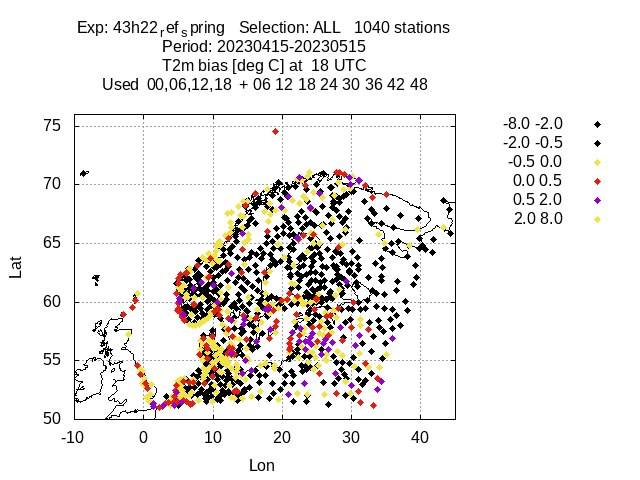 Exp: 43h22refspring Selection: ALL 1040 stations
Period: 20230415-20230515
T2m bias [deg C] at 18 UTC
Used 00,06,12,18 + 06 12 18 24 30 36 42 48
75
70
65
60
55
50
-10 0 10 20 30 40
Lat
Lon
-8.0 -2.0
-2.0 -0.5
-0.5 0.0
0.0 0.5
0.5 2.0
2.0 8.0